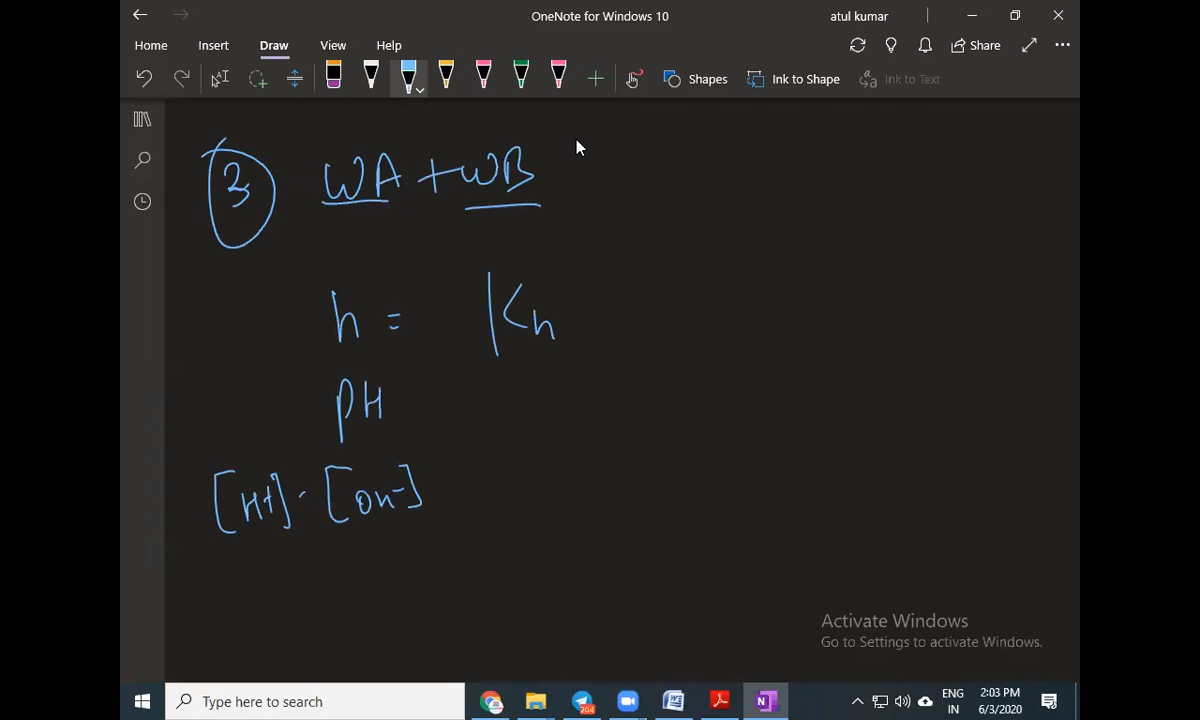 OneNote for Windows 10
atul kumar
Home Insert Draw View Help
Share
Shapes Ink to Shape Ink to Text
3 WA + WB
h = Kh
pH
[H+] · [OH-]
Activate Windows
Go to Settings to activate Windows.
Type here to search
204
ENG
IN
2:03 PM
6/3/2020